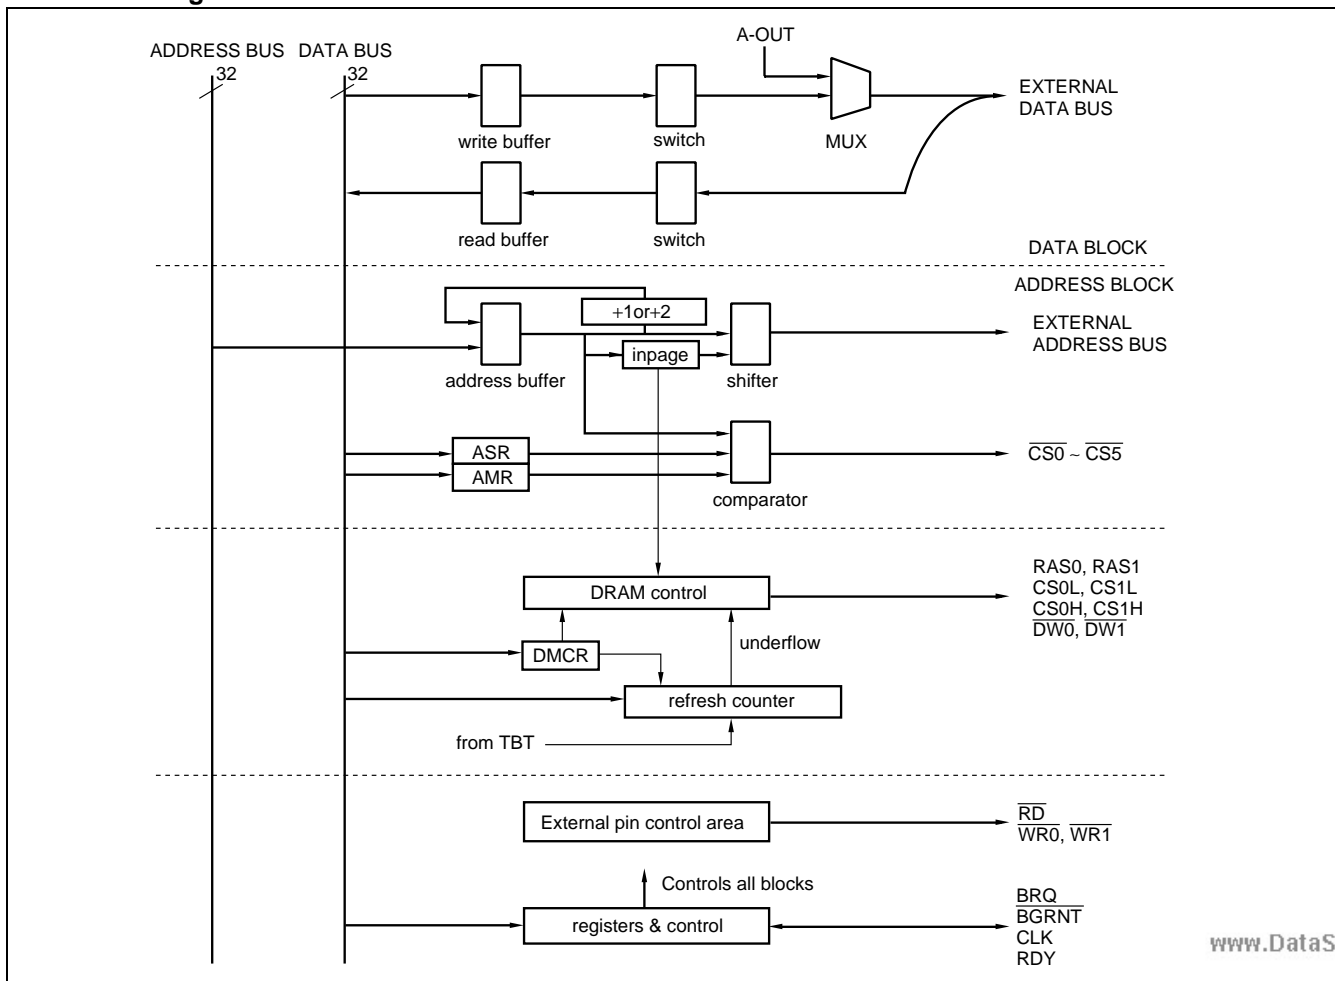 A-OUT
ADDRESS BUS DATA BUS
32 32
EXTERNAL
DATA BUS
write buffer switch MUX
read buffer switch
DATA BLOCK
ADDRESS BLOCK
+1or+2
EXTERNAL
ADDRESS BUS
inpage
address buffer shifter
ASR
CS0 ~ CS5
AMR
comparator
RAS0, RAS1
DRAM control
CS0L, CS1L
CS0H, CS1H
DW0, DW1
underflow
DMCR
refresh counter
from TBT
External pin control area
RD
WR0, WR1
Controls all blocks
registers & control
BRQ
BGRNT
CLK
RDY
www.DataS